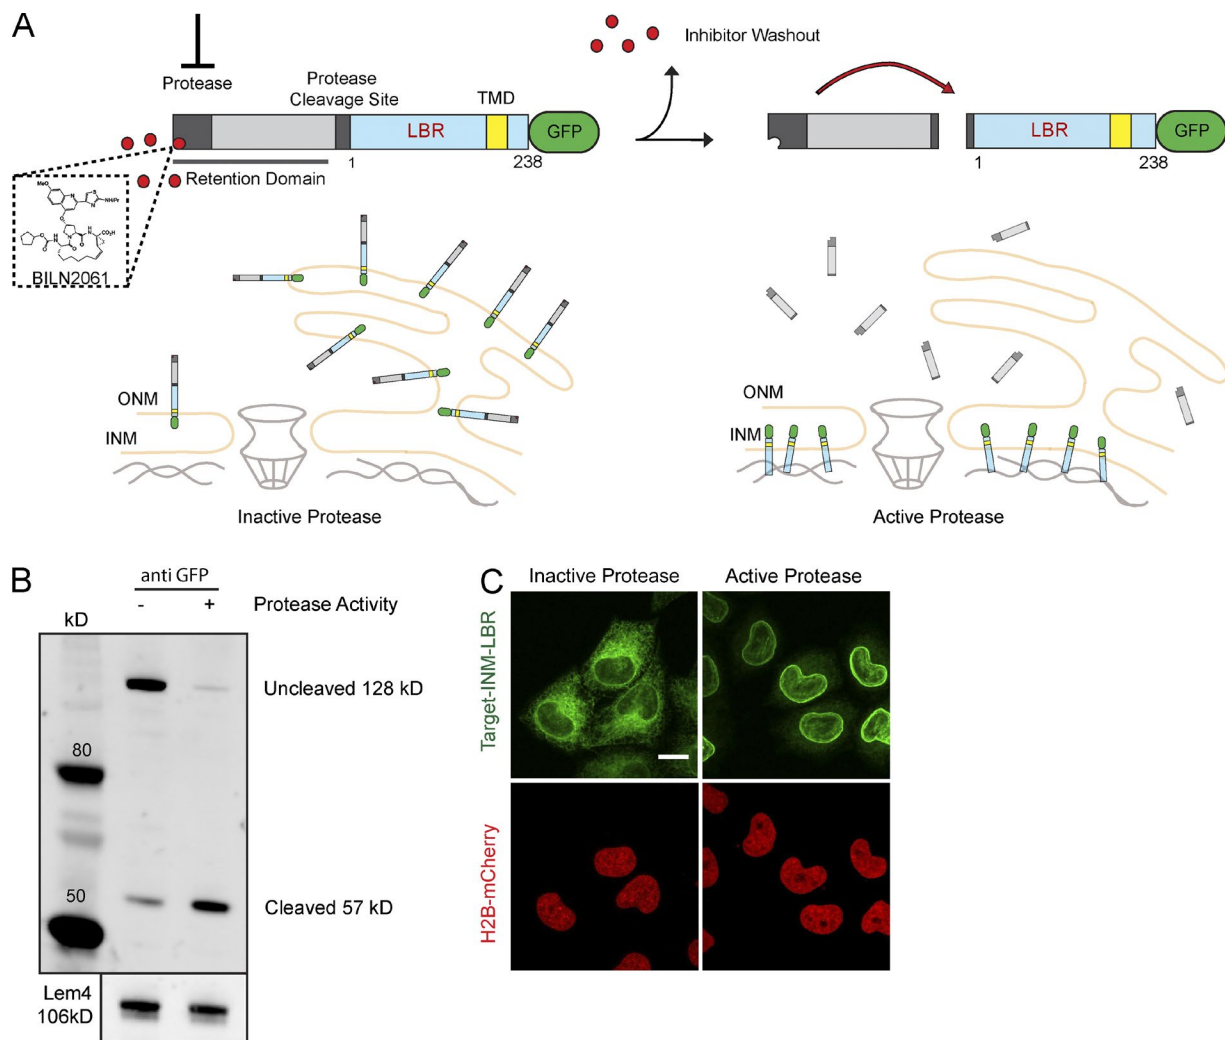 A
Inhibitor Washout
Protease
Protease
Cleavage Site
TMD
LBR
GFP
1
238
Retention Domain
LBR
GFP
1
238
MeO
N
S
N
NHiPr
O
O
O
N
H
N
O
O
H
N
CO₂H
BILN2061
ONM
INM
Inactive Protease
ONM
INM
Active Protease
B
anti GFP
kD
-
+
Protease Activity
Uncleaved 128 kD
80
50
Cleaved 57 kD
Lem4
106kD
C
Inactive Protease
Active Protease
Target-INM-LBR
H2B-mCherry